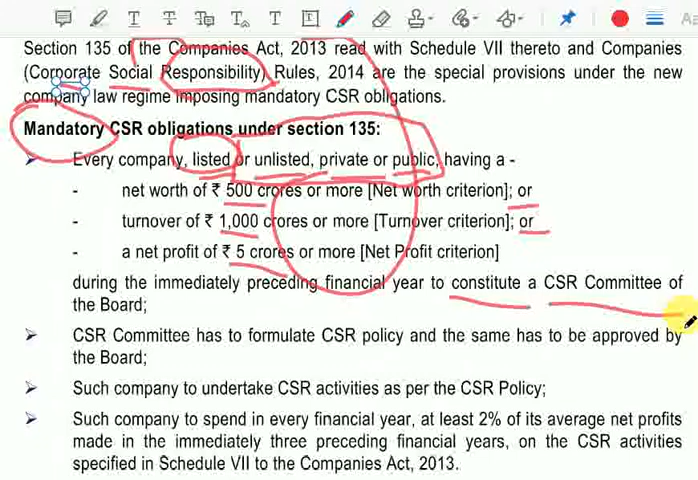 Section 135 of the Companies Act, 2013 read with Schedule VII thereto and Companies
(Corporate Social Responsibility) Rules, 2014 are the special provisions under the new
company law regime imposing mandatory CSR obligations.
Mandatory CSR obligations under section 135:
➢ Every company, listed or unlisted, private or public, having a -
- net worth of ₹ 500 crores or more [Net worth criterion]; or
- turnover of ₹ 1,000 crores or more [Turnover criterion]; or
- a net profit of ₹ 5 crores or more [Net Profit criterion]
during the immediately preceding financial year to constitute a CSR Committee of
the Board;
➢ CSR Committee has to formulate CSR policy and the same has to be approved by
the Board;
➢ Such company to undertake CSR activities as per the CSR Policy;
➢ Such company to spend in every financial year, at least 2% of its average net profits
made in the immediately three preceding financial years, on the CSR activities
specified in Schedule VII to the Companies Act, 2013.